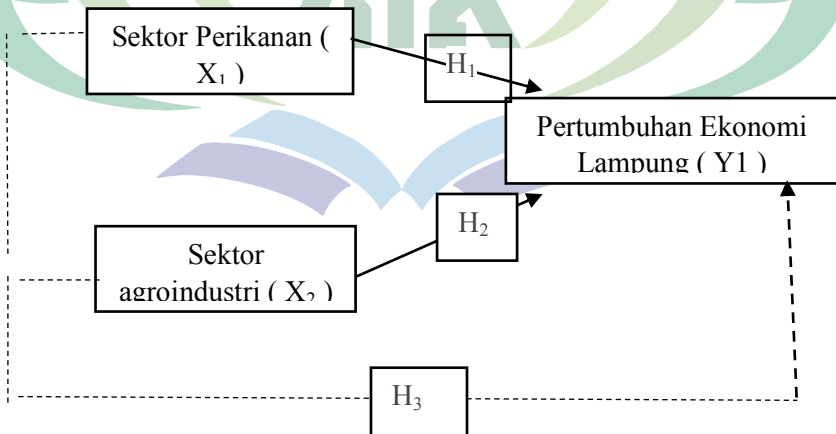 Sektor Perikanan (
X₁ )
H₁
Pertumbuhan Ekonomi
Lampung ( Y1 )
H₂
Sektor
agroindustri ( X₂ )
H₃